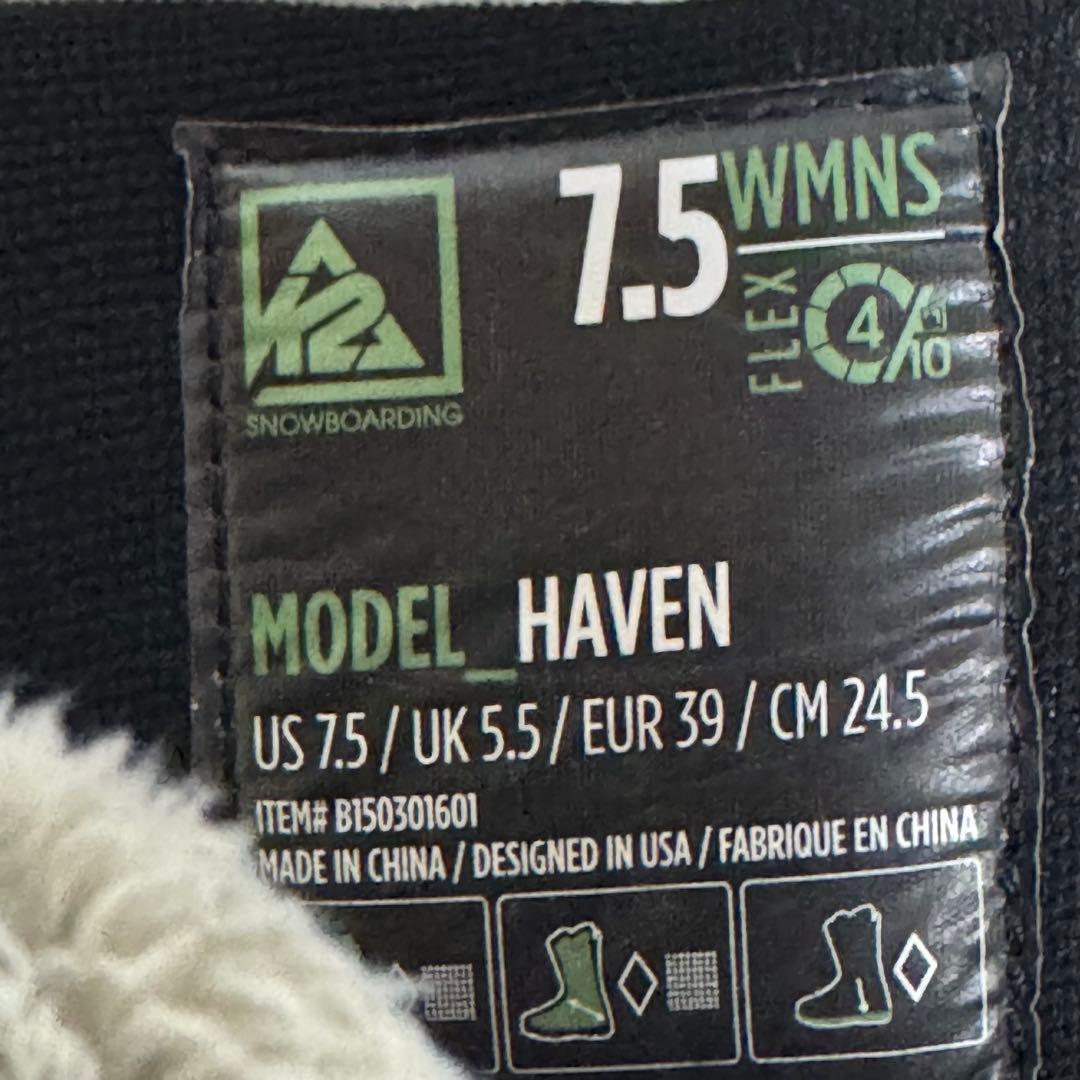 7.5 WMNS
FLEX 4/10
K2
SNOWBOARDING
MODEL_HAVEN
US 7.5 / UK 5.5 / EUR 39 / CM 24.5
ITEM# B150301601
MADE IN CHINA / DESIGNED IN USA / FABRIQUE EN CHINA